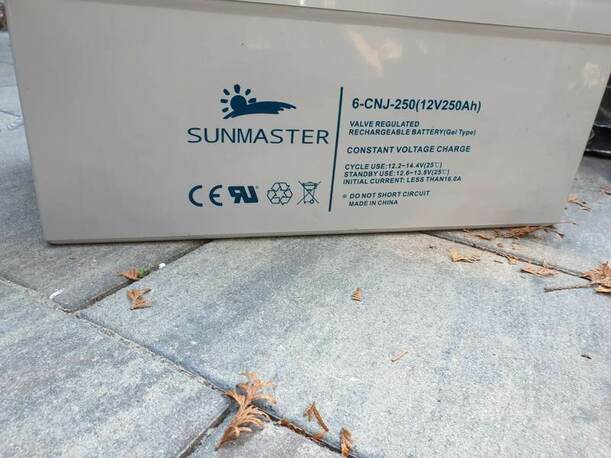 SUNMASTER
6-CNJ-250(12V250Ah)
VALVE REGULATED
RECHARGEABLE BATTERY(Gel Type)
CONSTANT VOLTAGE CHARGE
CYCLE USE:12.2~14.4V(25℃)
STANDBY USE:12.6~13.8V(25℃)
INITIAL CURRENT: LESS THAN16.0A
DO NOT SHORT CIRCUIT
MADE IN CHINA
CE